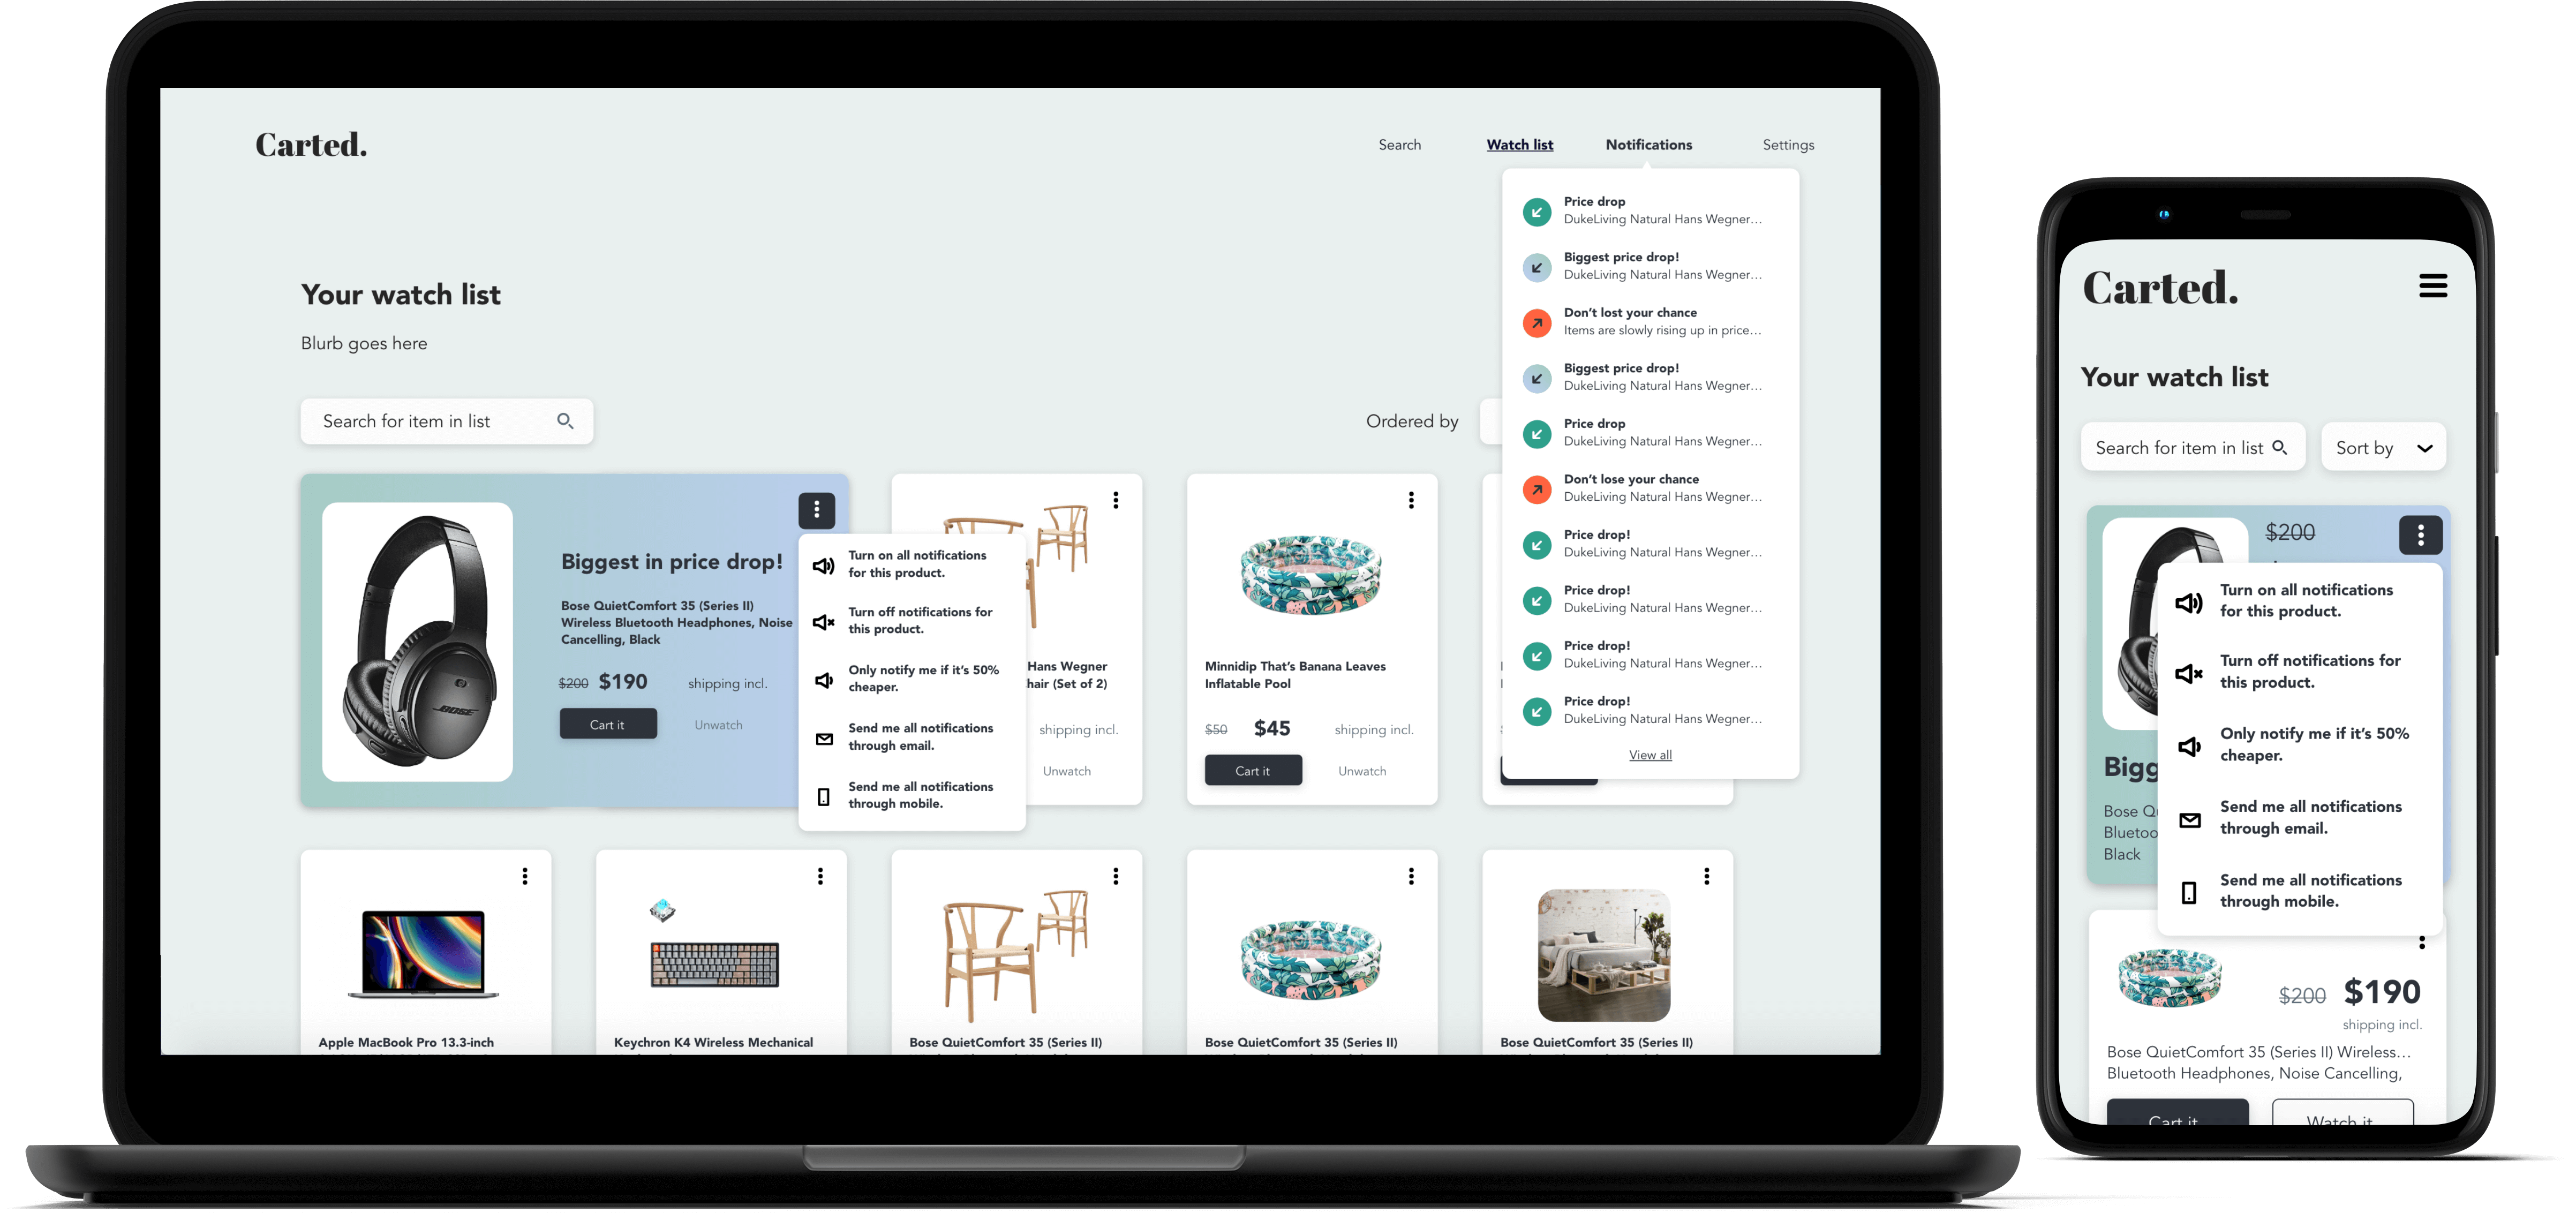 Carted.
Search
Watch list
Notifications
Settings
Price drop
DukeLiving Natural Hans Wegner...
Biggest price drop!
DukeLiving Natural Hans Wegner...
Don't lost your chance
Items are slowly rising up in price...
Biggest price drop!
DukeLiving Natural Hans Wegner...
Price drop
DukeLiving Natural Hans Wegner...
Don't lose your chance
DukeLiving Natural Hans Wegner...
Price drop!
DukeLiving Natural Hans Wegner...
Price drop!
DukeLiving Natural Hans Wegner...
Price drop!
DukeLiving Natural Hans Wegner...
Price drop!
DukeLiving Natural Hans Wegner...
View all
Your watch list
Blurb goes here
Search for item in list
Ordered by
BOSE
Biggest in price drop!
Bose QuietComfort 35 (Series II)
Wireless Bluetooth Headphones, Noise
Cancelling, Black
$200 $190 shipping incl.
Cart it
Unwatch
Turn on all notifications
for this product.
Turn off notifications for
this product.
Only notify me if it's 50%
cheaper.
Send me all notifications
through email.
Send me all notifications
through mobile.
Hans Wegner
hair (Set of 2)
shipping incl.
Unwatch
Minnidip That's Banana Leaves
Inflatable Pool
$50 $45 shipping incl.
Cart it
Unwatch
Apple MacBook Pro 13.3-inch
Keychron K4 Wireless Mechanical
Bose QuietComfort 35 (Series II)
Bose QuietComfort 35 (Series II)
Bose QuietComfort 35 (Series II)
Carted.
Your watch list
Search for item in list
Sort by
$200
Turn on all notifications
for this product.
Turn off notifications for
this product.
Only notify me if it's 50%
cheaper.
Send me all notifications
through email.
Send me all notifications
through mobile.
Bigg
Bose Q
Bluetoo
Black
$200 $190
shipping incl.
Bose QuietComfort 35 (Series II) Wireless...
Bluetooth Headphones, Noise Cancelling,
Cart it
Watch it